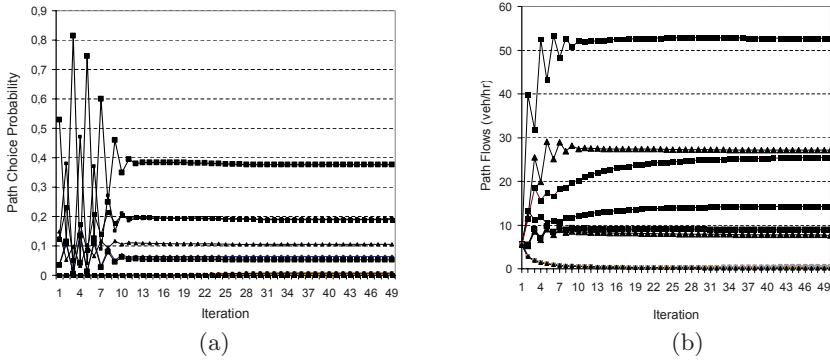 0,9
0,8
0,7
0,6
0,5
0,4
0,3
0,2
0,1
0
Path Choice Probability
1 4 7 10 13 16 19 22 25 28 31 34 37 40 43 46 49
Iteration
(a)
60
50
40
30
20
10
0
Path Flows (veh/hr)
1 4 7 10 13 16 19 22 25 28 31 34 37 40 43 46 49
Iteration
(b)